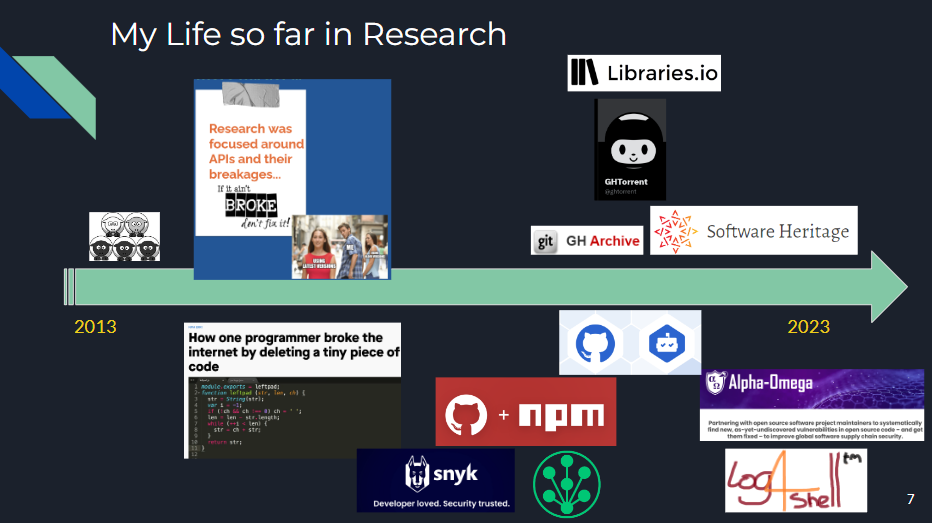 My Life so far in Research
Libraries.io
Research was
focused around
APIs and their
breakages...
If it ain't
BROKE
don't fix it!
ME
USING
LATEST VERSIONS
GHTorrent
@ghtorrent
git GH Archive
Software Heritage
2013
2023
How one programmer broke the
internet by deleting a tiny piece of
code
1 module.exports = leftpad;
2 function leftpad (str, len, ch) {
3 str = String(str);
4 var i = -1;
5 if (!ch && ch !== 0) ch = ' ';
6 len = len - str.length;
7 while (++i < len) {
8 str = ch + str;
9 }
10 return str;
11 }
+ npm
Alpha-Omega
Partnering with open source software project maintainers to systematically
find new, as-yet-undiscovered vulnerabilities in open source code – and get
them fixed – to improve global software supply chain security.
snyk
Developer loved. Security trusted.
Log4Shell™
7